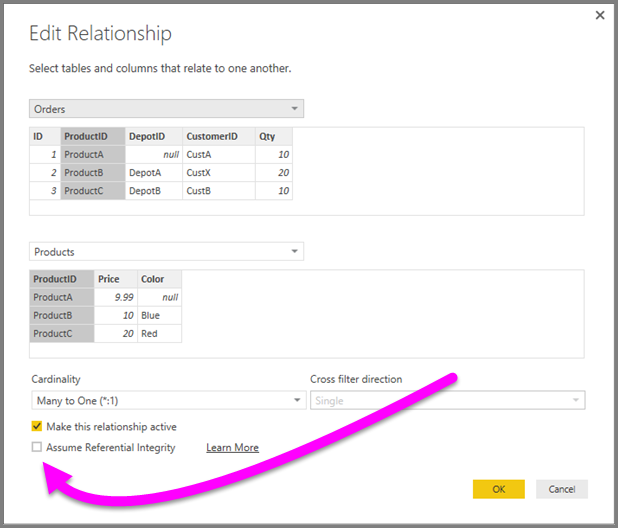 Edit Relationship
Select tables and columns that relate to one another.
Orders
ID ProductID DepotID CustomerID Qty
1 ProductA null CustA 10
2 ProductB DepotA CustX 20
3 ProductC DepotB CustB 10
Products
ProductID Price Color
ProductA 9.99 null
ProductB 10 Blue
ProductC 20 Red
Cardinality Cross filter direction
Many to One (*:1) Single
Make this relationship active
Assume Referential Integrity Learn More
OK Cancel